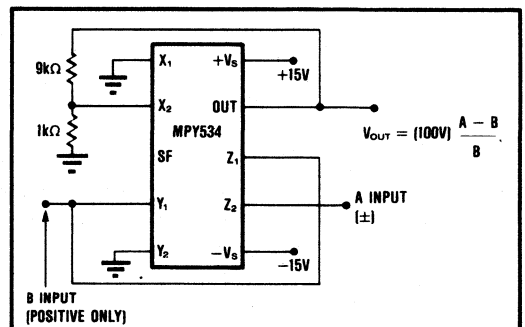 9kΩ
1kΩ
X₁
X₂
SF
Y₁
Y₂
MPY534
+Vₛ
OUT
Z₁
Z₂
−Vₛ
+15V
V_OUT = (100V) A − B / B
A INPUT
(±)
−15V
B INPUT
(POSITIVE ONLY)